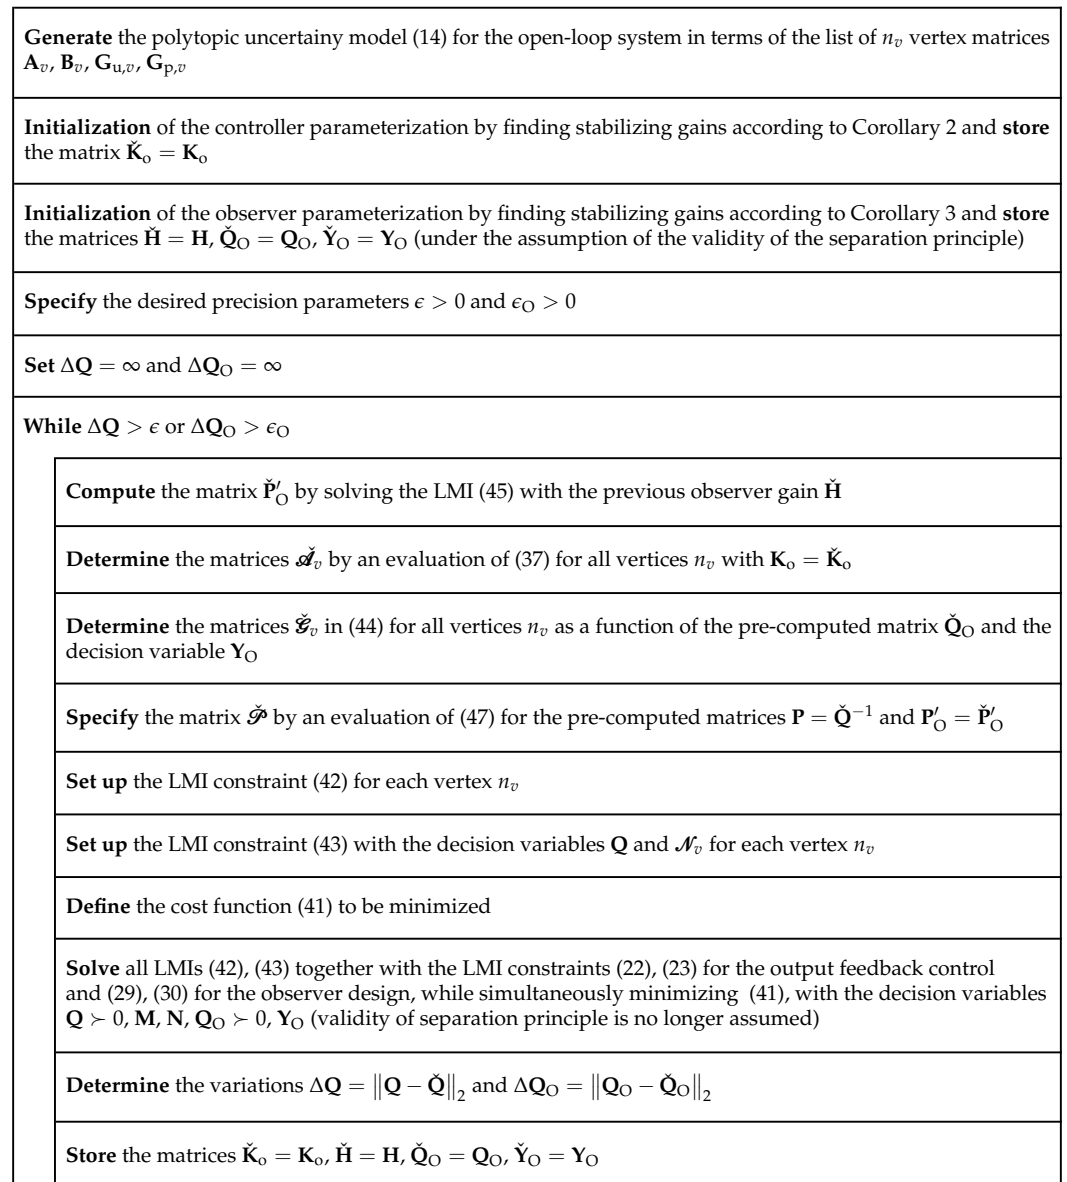 Generate the polytopic uncertainy model (14) for the open-loop system in terms of the list of n_v vertex matrices
A_v, B_v, G_{u,v}, G_{p,v}
Initialization of the controller parameterization by finding stabilizing gains according to Corollary 2 and store
the matrix Ǩ_o = K_o
Initialization of the observer parameterization by finding stabilizing gains according to Corollary 3 and store
the matrices Ȟ = H, Q̌_O = Q_O, Y̌_O = Y_O (under the assumption of the validity of the separation principle)
Specify the desired precision parameters ϵ > 0 and ϵ_O > 0
Set ΔQ = ∞ and ΔQ_O = ∞
While ΔQ > ϵ or ΔQ_O > ϵ_O
Compute the matrix P̌′_O by solving the LMI (45) with the previous observer gain Ȟ
Determine the matrices 𝓐̌_v by an evaluation of (37) for all vertices n_v with K_o = Ǩ_o
Determine the matrices 𝓖̌_v in (44) for all vertices n_v as a function of the pre-computed matrix Q̌_O and the
decision variable Y_O
Specify the matrix 𝓟̌ by an evaluation of (47) for the pre-computed matrices P = Q̌⁻¹ and P′_O = P̌′_O
Set up the LMI constraint (42) for each vertex n_v
Set up the LMI constraint (43) with the decision variables Q and 𝓝_v for each vertex n_v
Define the cost function (41) to be minimized
Solve all LMIs (42), (43) together with the LMI constraints (22), (23) for the output feedback control
and (29), (30) for the observer design, while simultaneously minimizing (41), with the decision variables
Q ≻ 0, M, N, Q_O ≻ 0, Y_O (validity of separation principle is no longer assumed)
Determine the variations ΔQ = ‖Q − Q̌‖₂ and ΔQ_O = ‖Q_O − Q̌_O‖₂
Store the matrices Ǩ_o = K_o, Ȟ = H, Q̌_O = Q_O, Y̌_O = Y_O